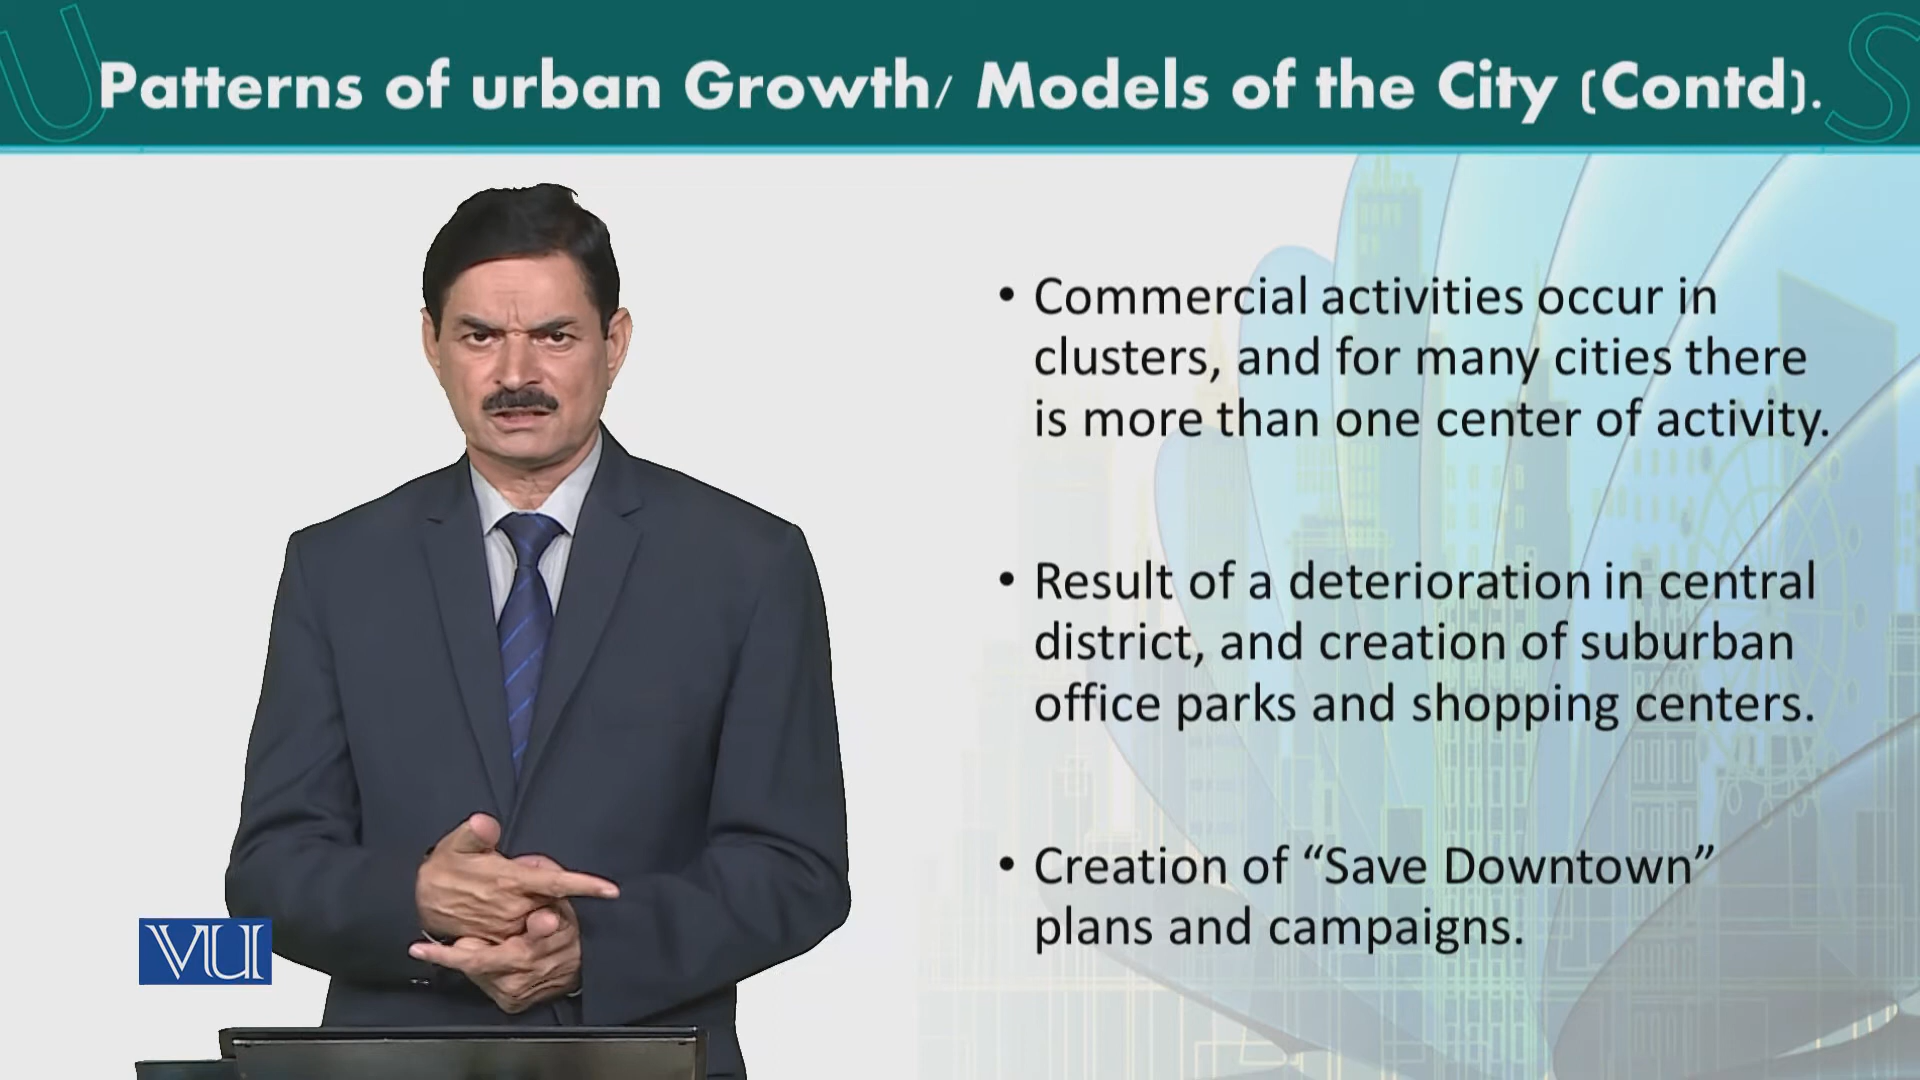 Patterns of urban Growth/ Models of the City (Contd).
• Commercial activities occur in
clusters, and for many cities there
is more than one center of activity.
• Result of a deterioration in central
district, and creation of suburban
office parks and shopping centers.
• Creation of “Save Downtown”
plans and campaigns.
VU
U
S